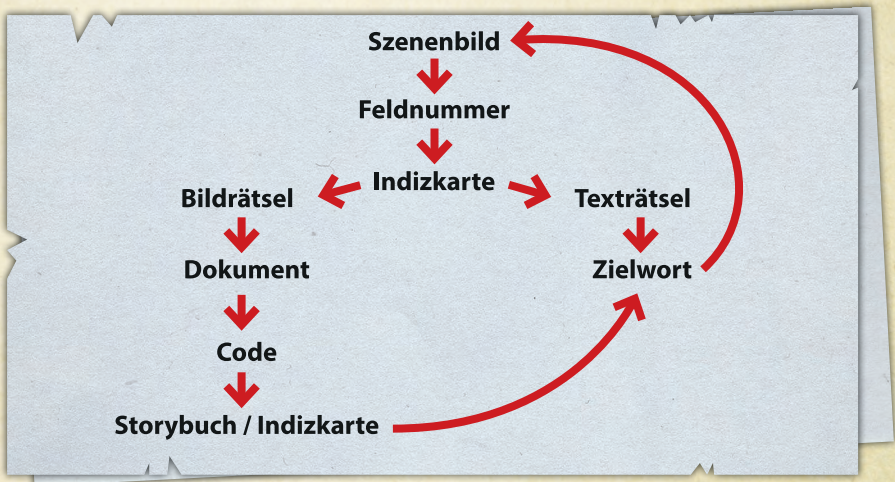 Szenenbild
Feldnummer
Indizkarte
Bildrätsel
Texträtsel
Dokument
Zielwort
Code
Storybuch / Indizkarte